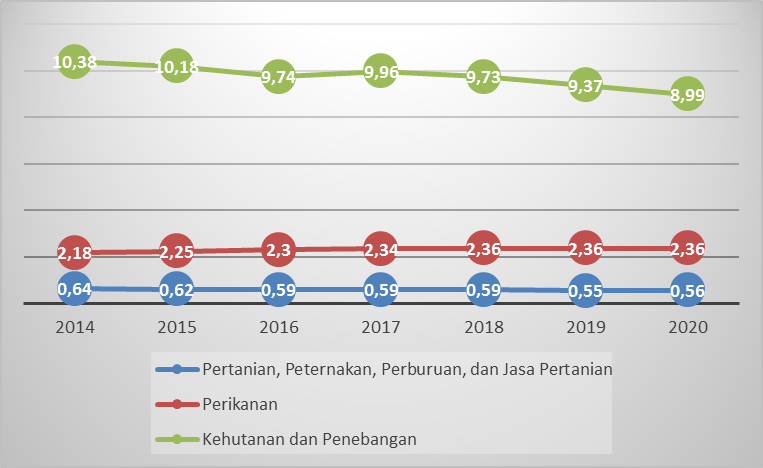 10,38 10,18 9,74 9,96 9,73 9,37 8,99
2,18 2,25 2,3 2,34 2,36 2,36 2,36
0,64 0,62 0,59 0,59 0,59 0,55 0,56
2014 2015 2016 2017 2018 2019 2020
Pertanian, Peternakan, Perburuan, dan Jasa Pertanian
Perikanan
Kehutanan dan Penebangan